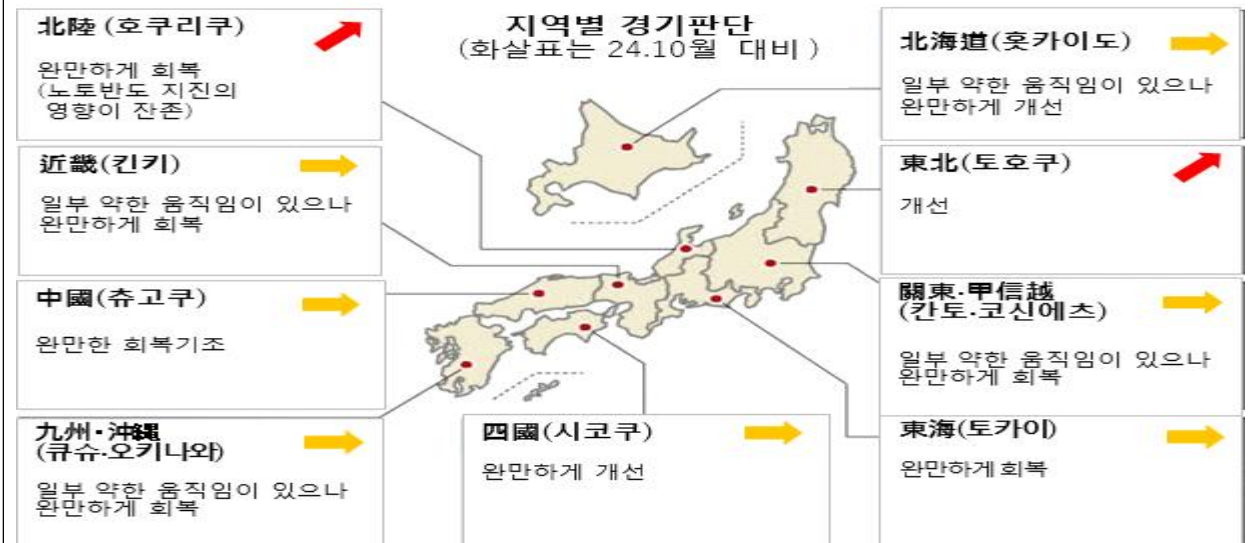 지역별 경기판단
(화살표는 24.10월 대비)
北陸 (호쿠리쿠)
완만하게 회복
(노토반도 지진의
영향이 잔존)
近畿(킨키)
일부 약한 움직임이 있으나
완만하게 회복
中國(츄고쿠)
완만한 회복기조
九州·沖繩
(큐슈·오키나와)
일부 약한 움직임이 있으나
완만하게 회복
四國(시코쿠)
완만하게 개선
北海道(홋카이도)
일부 약한 움직임이 있으나
완만하게 개선
東北(토호쿠)
개선
關東·甲信越
(칸토·코신에츠)
일부 약한 움직임이 있으나
완만하게 회복
東海(토카이)
완만하게 회복